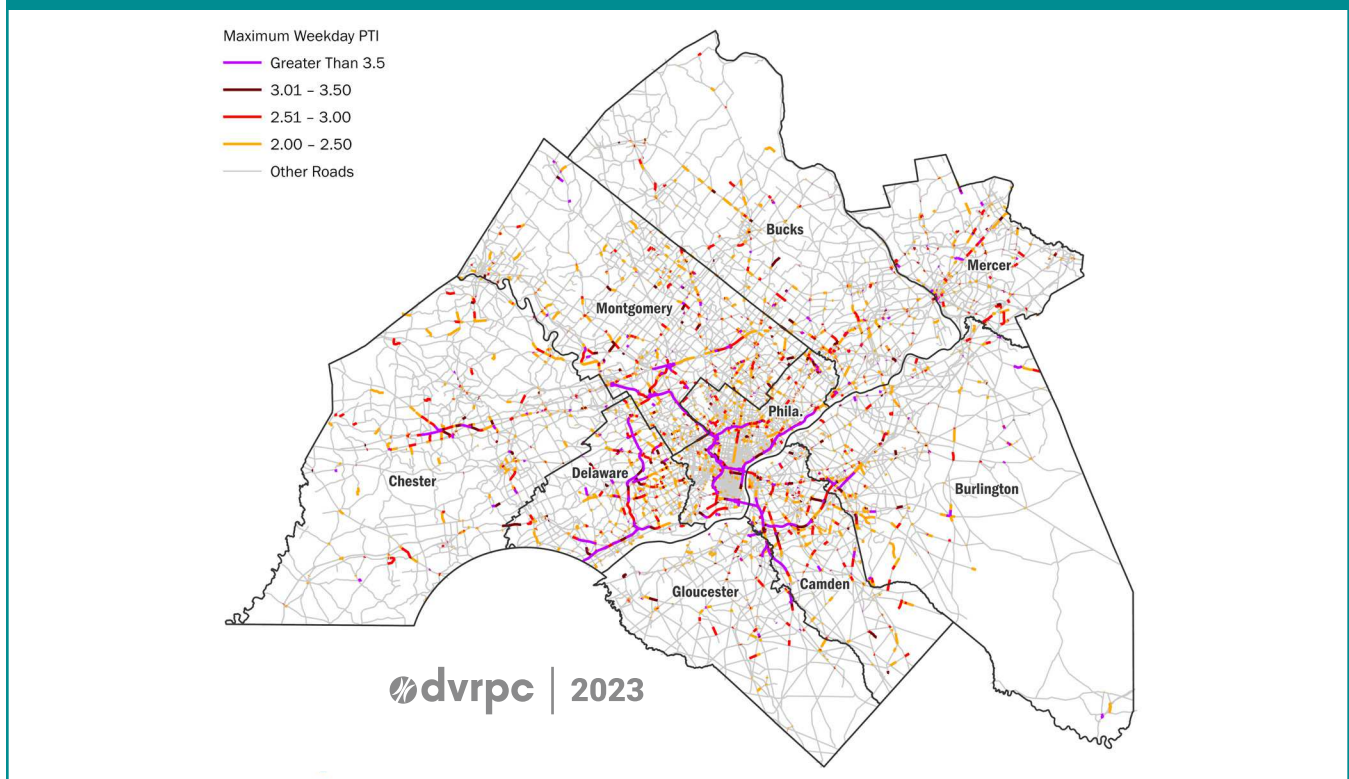 Maximum Weekday PTI
Greater Than 3.5
3.01 – 3.50
2.51 – 3.00
2.00 – 2.50
Other Roads
Bucks
Mercer
Montgomery
Phila.
Delaware
Chester
Burlington
Gloucester
Camden
dvrpc | 2023